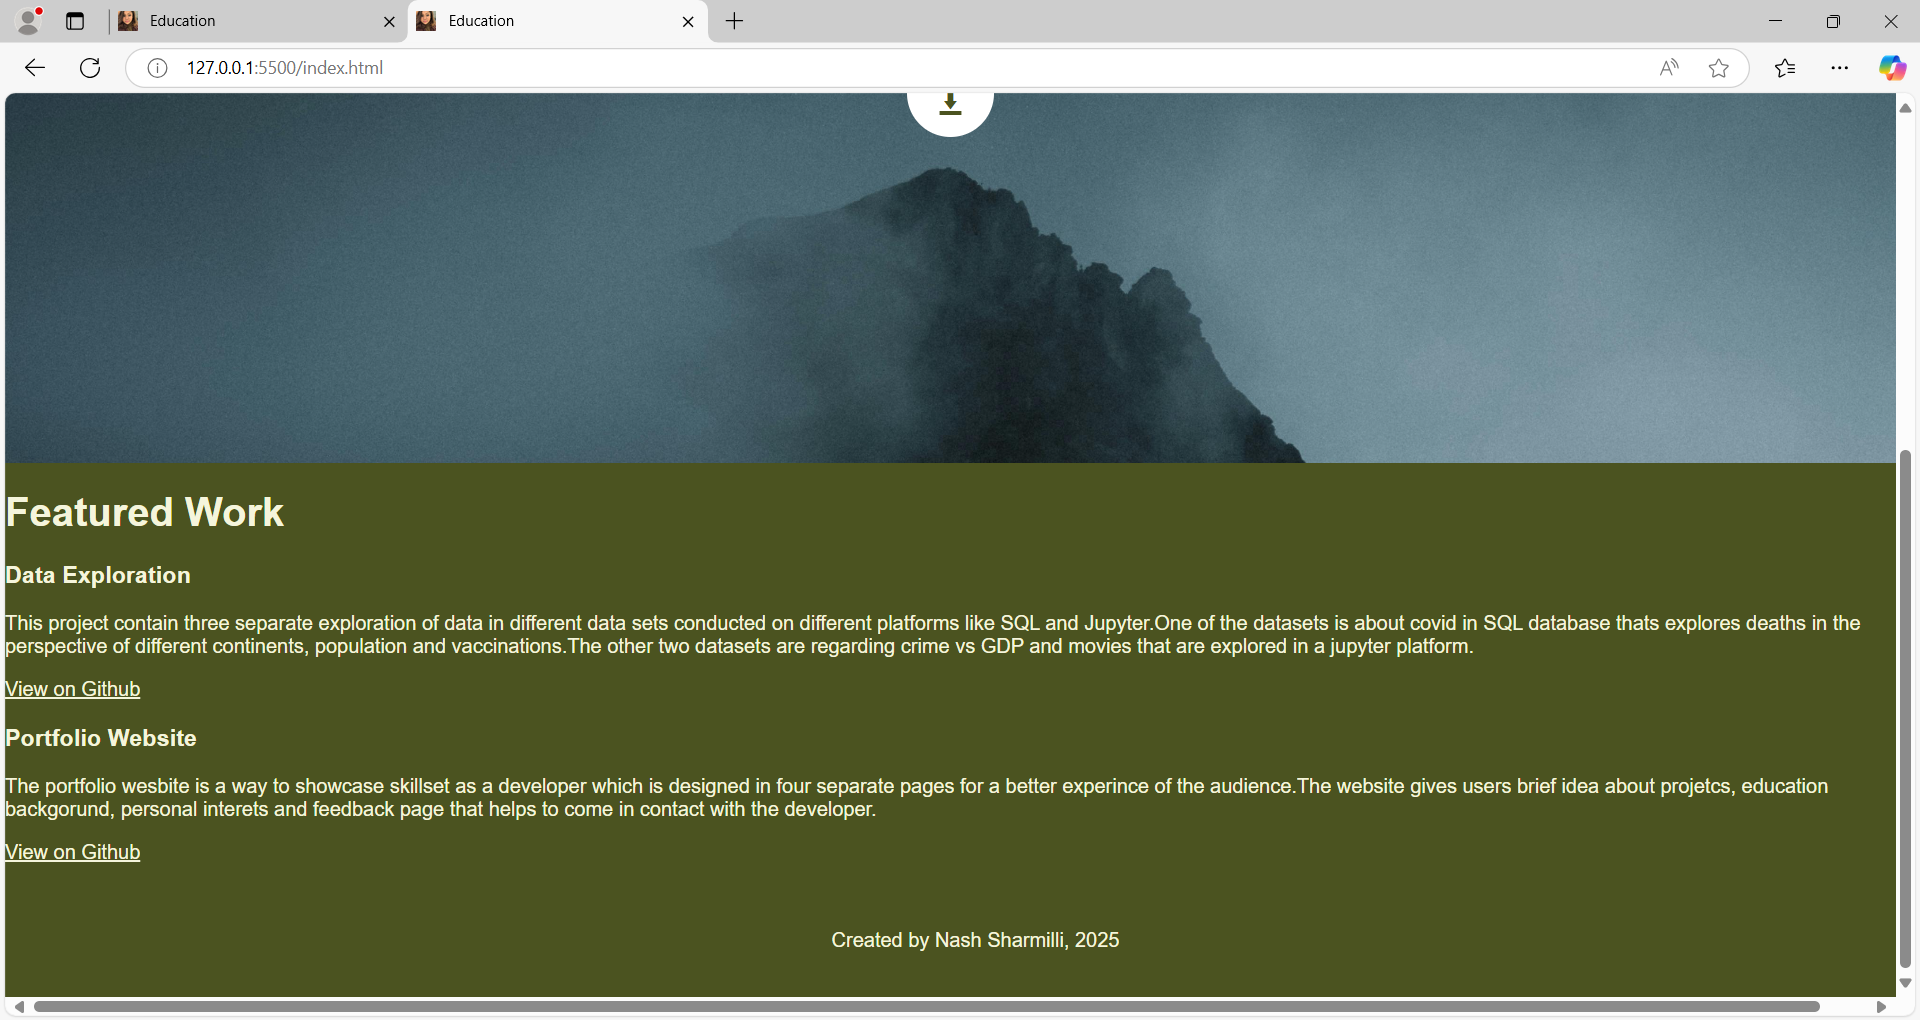 Education
Education
127.0.0.1:5500/index.html
Featured Work
Data Exploration
This project contain three separate exploration of data in different data sets conducted on different platforms like SQL and Jupyter.One of the datasets is about covid in SQL database thats explores deaths in the
perspective of different continents, population and vaccinations.The other two datasets are regarding crime vs GDP and movies that are explored in a jupyter platform.
View on Github
Portfolio Website
The portfolio wesbite is a way to showcase skillset as a developer which is designed in four separate pages for a better experince of the audience.The website gives users brief idea about projetcs, education
backgorund, personal interets and feedback page that helps to come in contact with the developer.
View on Github
Created by Nash Sharmilli, 2025